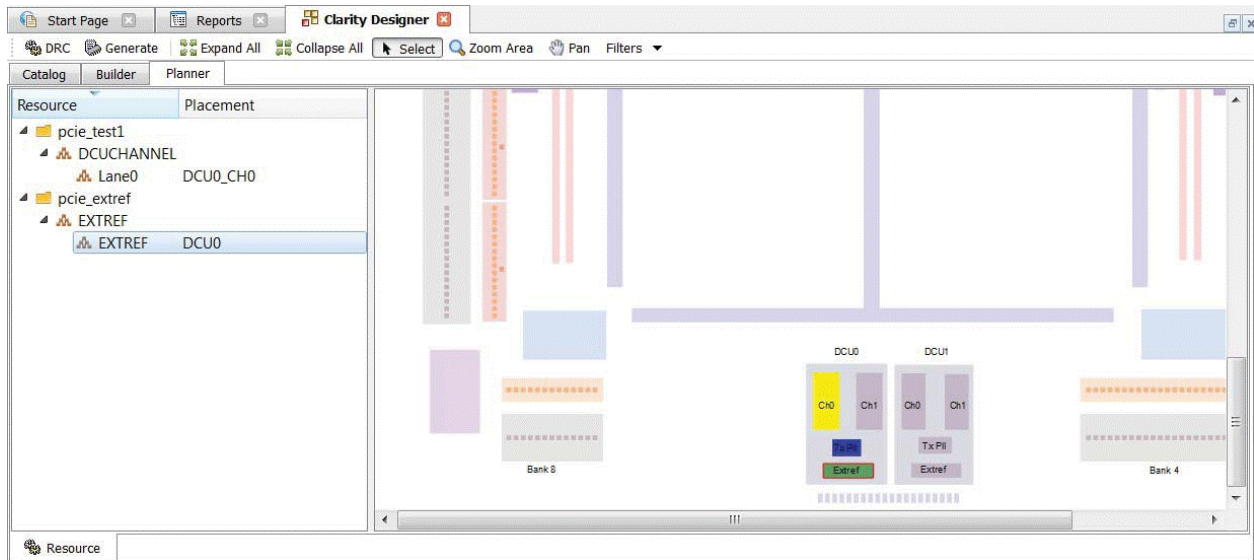 Start Page Reports Clarity Designer
DRC Generate Expand All Collapse All Select Zoom Area Pan Filters
Catalog Builder Planner
Resource Placement
pcie_test1
DCUCHANNEL
Lane0 DCU0_CH0
pcie_extref
EXTREF
EXTREF DCU0
DCU0 DCU1
Ch0 Ch1 Ch0 Ch1
Tx Pll Tx Pll
Extref Extref
Bank 8 Bank 4
Resource